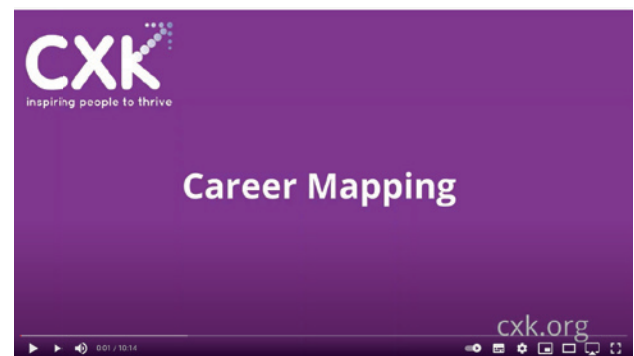 CXK
inspiring people to thrive
Career Mapping
cxk.org
0:01 / 10:14